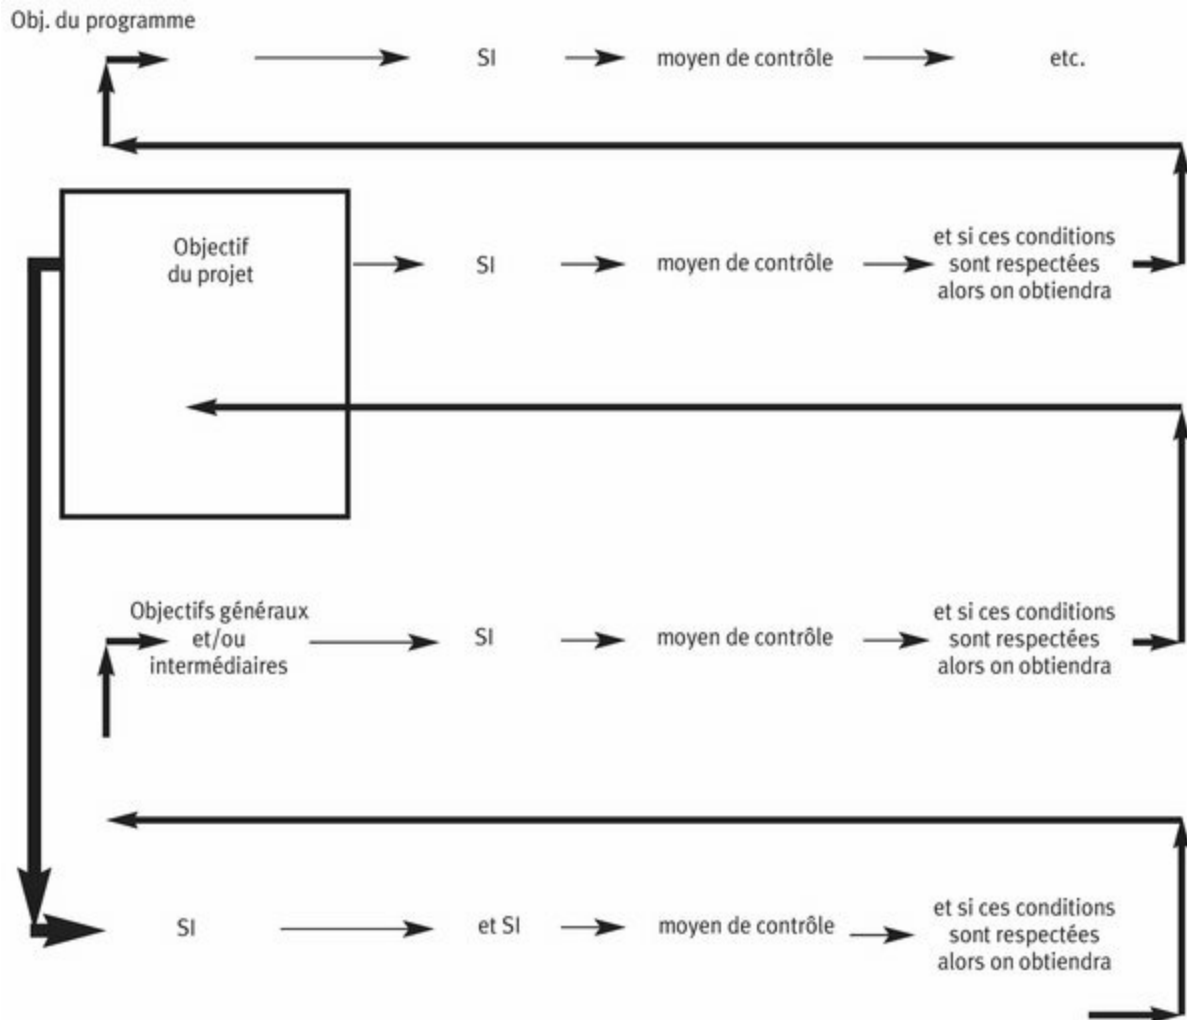 Obj. du programme
SI
moyen de contrôle
etc.
Objectif
du projet
SI
moyen de contrôle
et si ces conditions
sont respectées
alors on obtiendra
Objectifs généraux
et/ou
intermédiaires
SI
moyen de contrôle
et si ces conditions
sont respectées
alors on obtiendra
SI
et SI
moyen de contrôle
et si ces conditions
sont respectées
alors on obtiendra